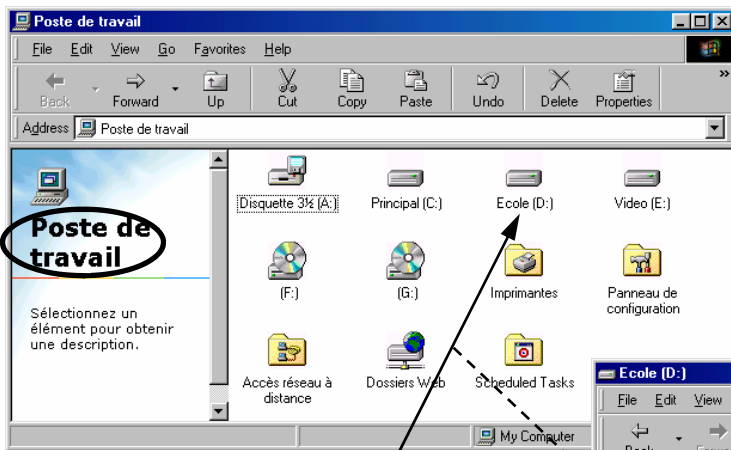 Poste de travail
File Edit View Go Favorites Help
Back Forward Up Cut Copy Paste Undo Delete Properties »
Address Poste de travail
Poste de
travail
Sélectionnez un
élément pour obtenir
une description.
Disquette 3½ (A:) Principal (C:) Ecole (D:) Video (E:)
(F:) (G:) Imprimantes Panneau de
configuration
Accès réseau à
distance Dossiers Web Scheduled Tasks
My Computer
Ecole (D:)
File Edit View
Back